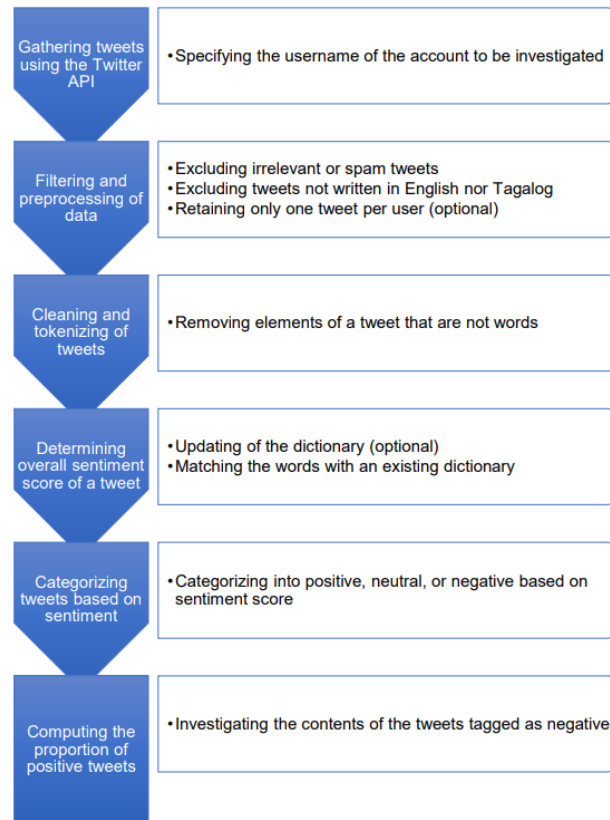 Gathering tweets
using the Twitter
API
•Specifying the username of the account to be investigated
Filtering and
preprocessing of
data
•Excluding irrelevant or spam tweets
•Excluding tweets not written in English nor Tagalog
•Retaining only one tweet per user (optional)
Cleaning and
tokenizing of
tweets
•Removing elements of a tweet that are not words
Determining
overall sentiment
score of a tweet
•Updating of the dictionary (optional)
•Matching the words with an existing dictionary
Categorizing
tweets based on
sentiment
•Categorizing into positive, neutral, or negative based on
sentiment score
Computing the
proportion of
positive tweets
•Investigating the contents of the tweets tagged as negative